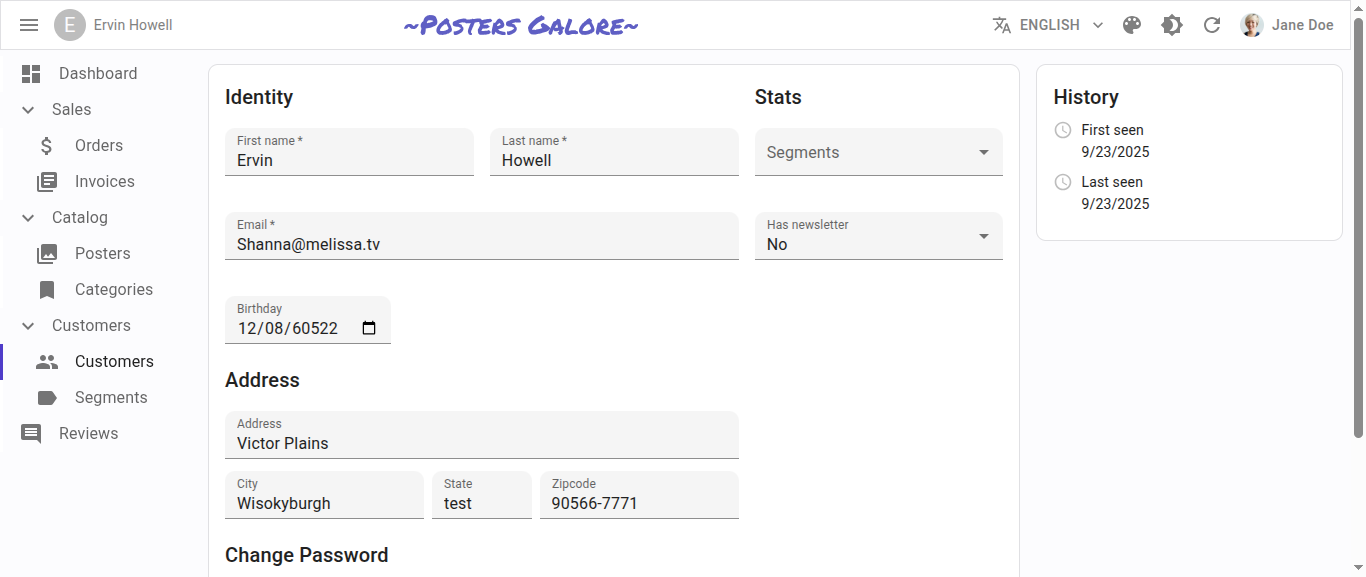 E Ervin Howell
~Posters Galore~
ENGLISH
Jane Doe
Dashboard
Sales
Orders
Invoices
Catalog
Posters
Categories
Customers
Customers
Segments
Reviews
Identity
First name *
Ervin
Last name *
Howell
Email *
Shanna@melissa.tv
Birthday
12/08/60522
Address
Address
Victor Plains
City
Wisokyburgh
State
test
Zipcode
90566-7771
Change Password
Stats
Segments
Has newsletter
No
History
First seen
9/23/2025
Last seen
9/23/2025